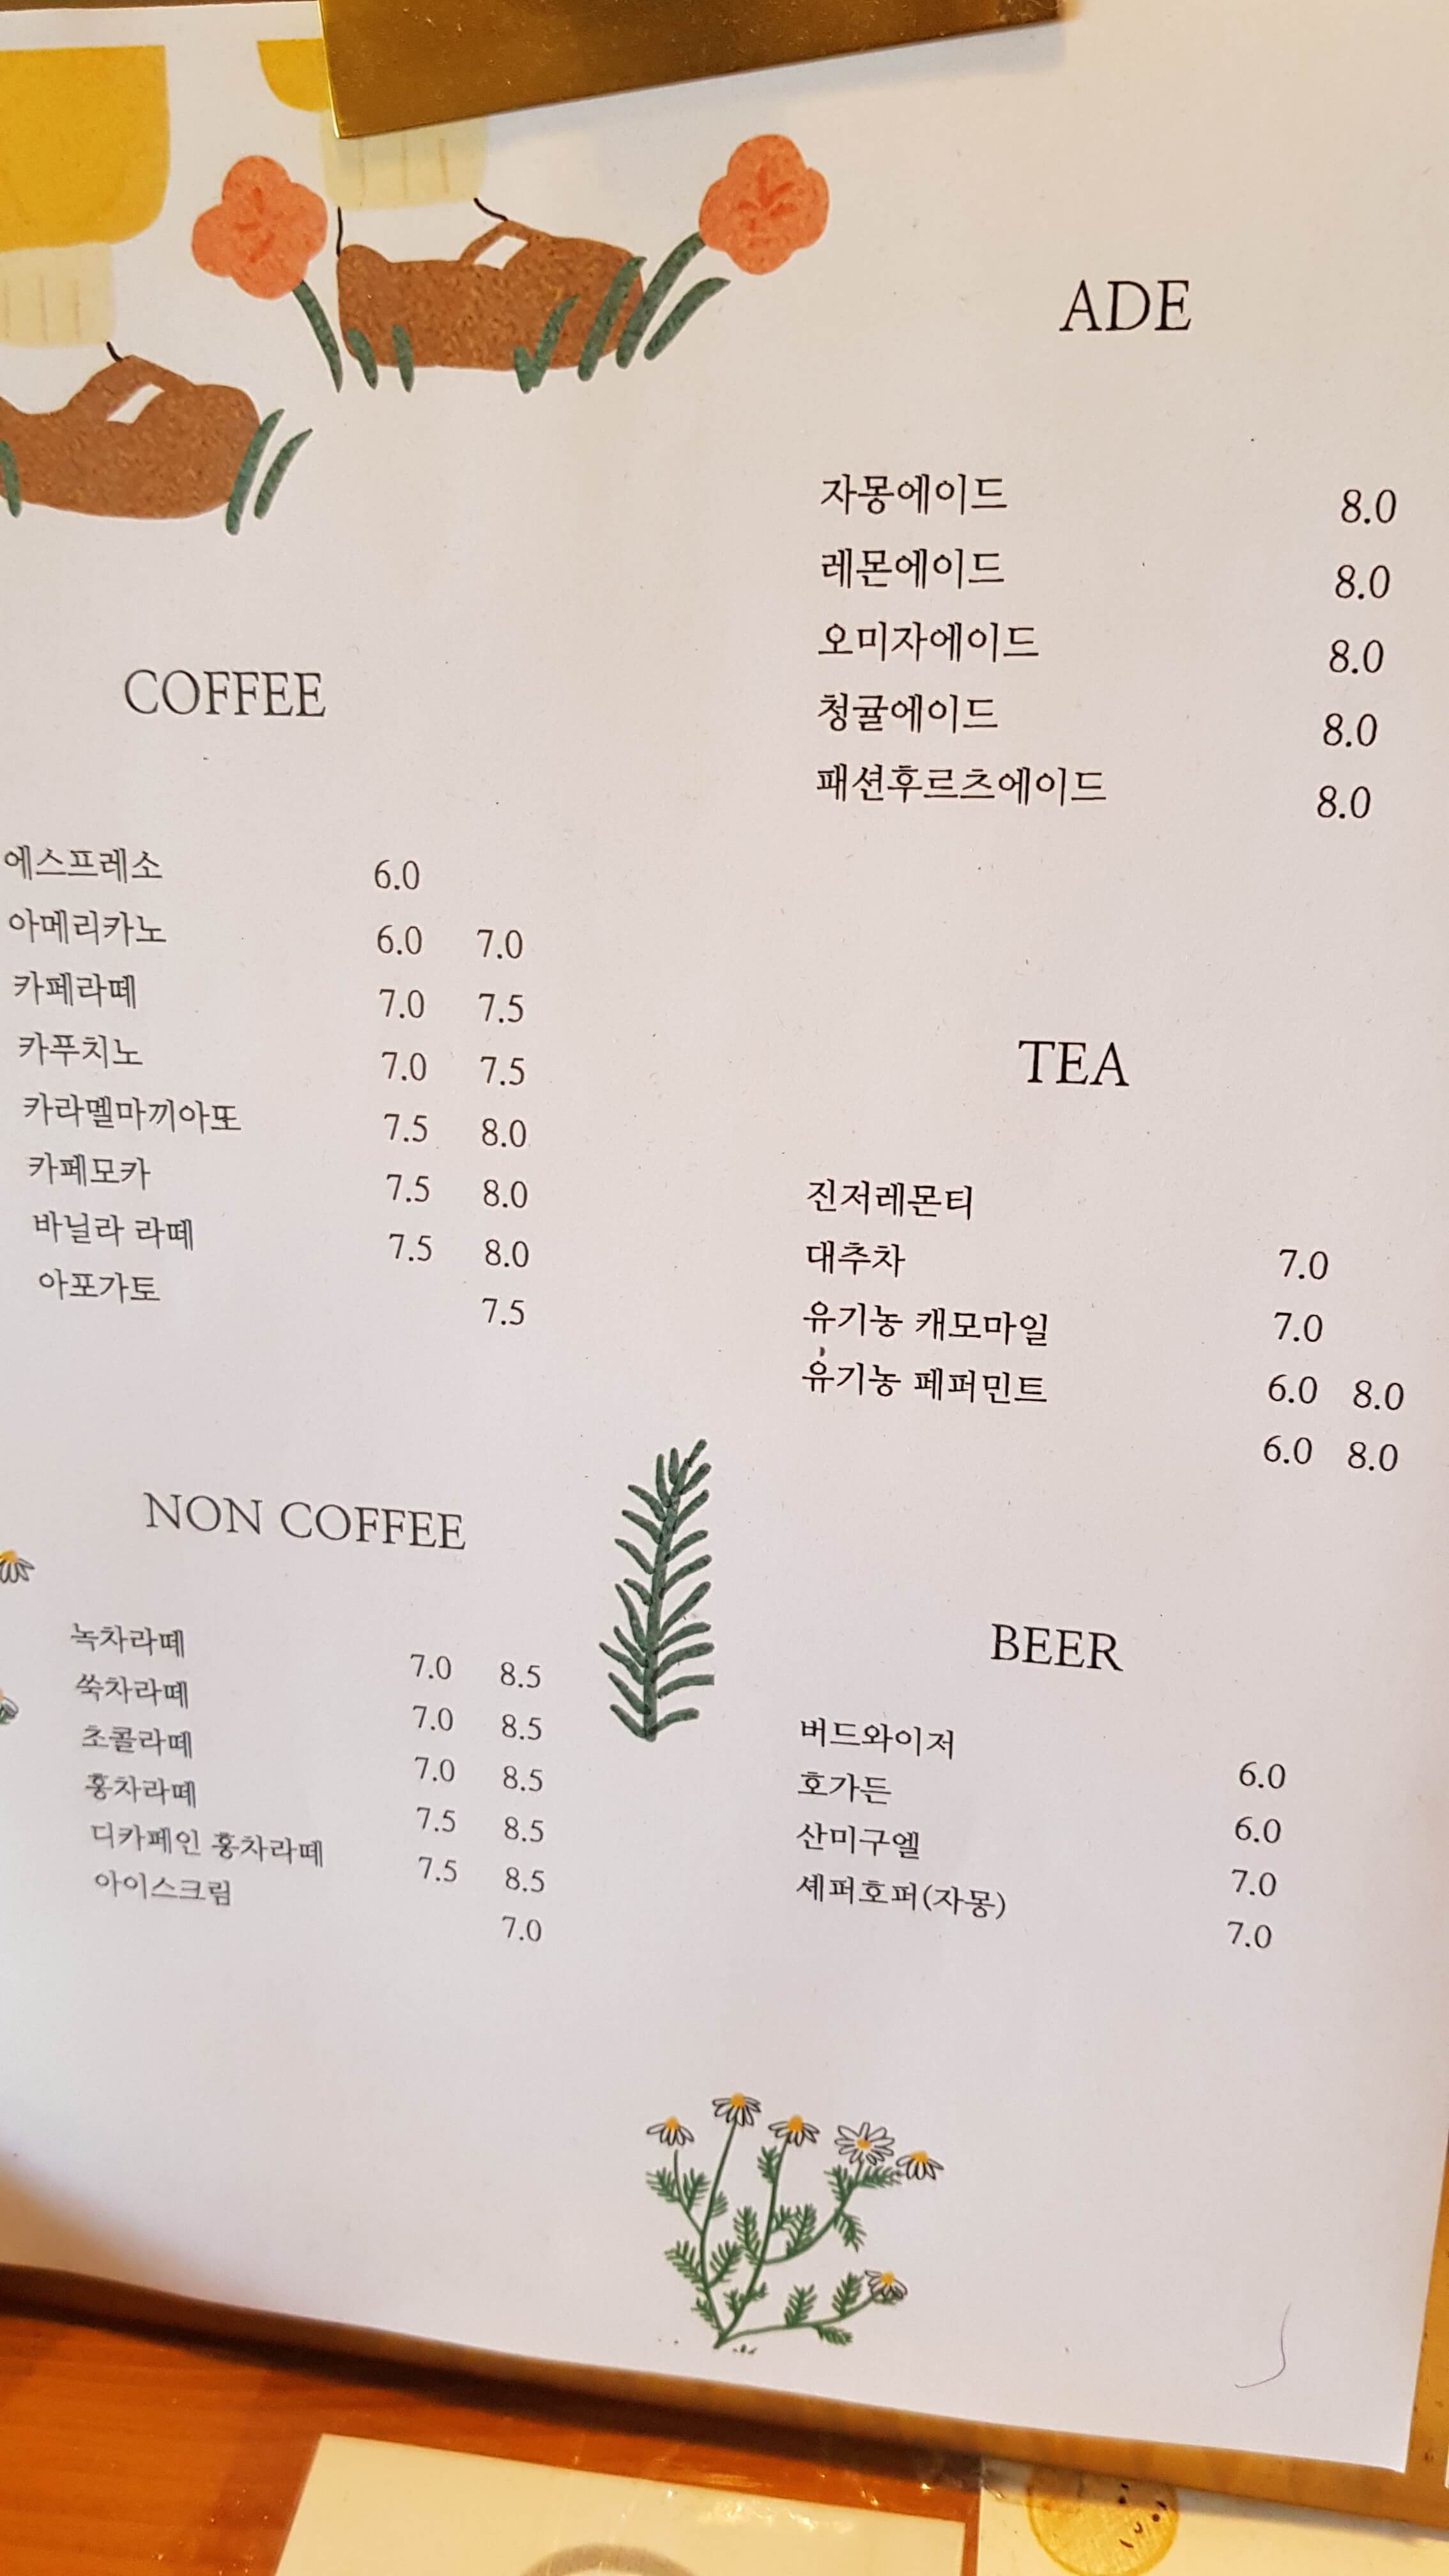 COFFEE
에스프레소 6.0
아메리카노 6.0 7.0
카페라떼 7.0 7.5
카푸치노 7.0 7.5
카라멜마끼아또 7.5 8.0
카페모카 7.5 8.0
바닐라 라떼 7.5 8.0
아포가토 7.5
NON COFFEE
녹차라떼 7.0 8.5
쑥차라떼 7.0 8.5
초콜라떼 7.0 8.5
홍차라떼 7.5 8.5
디카페인 홍차라떼 7.5 8.5
아이스크림 7.0
ADE
자몽에이드 8.0
레몬에이드 8.0
오미자에이드 8.0
청귤에이드 8.0
패션후르츠에이드 8.0
TEA
진저레몬티 7.0
대추차 7.0
유기농 캐모마일 6.0 8.0
유기농 페퍼민트 6.0 8.0
BEER
버드와이저 6.0
호가든 6.0
산미구엘 7.0
셰퍼호퍼(자몽) 7.0